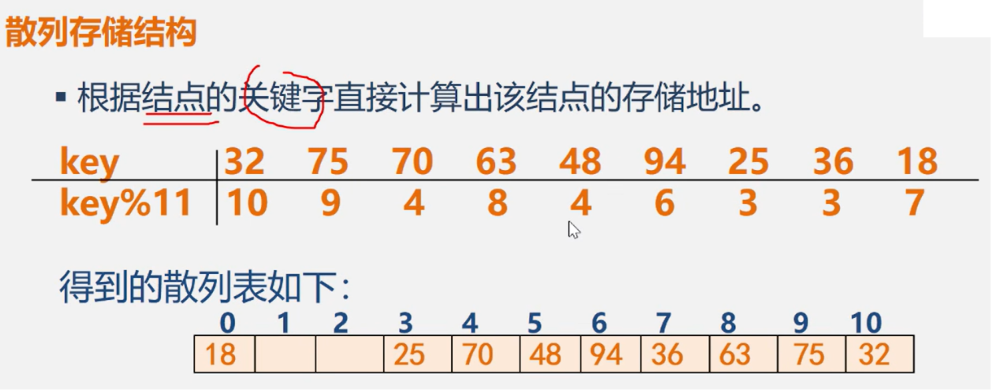 散列存储结构
▪ 根据结点的关键字直接计算出该结点的存储地址。
key 32 75 70 63 48 94 25 36 18
key%11 10 9 4 8 4 6 3 3 7
得到的散列表如下：
0 1 2 3 4 5 6 7 8 9 10
18 25 70 48 94 36 63 75 32